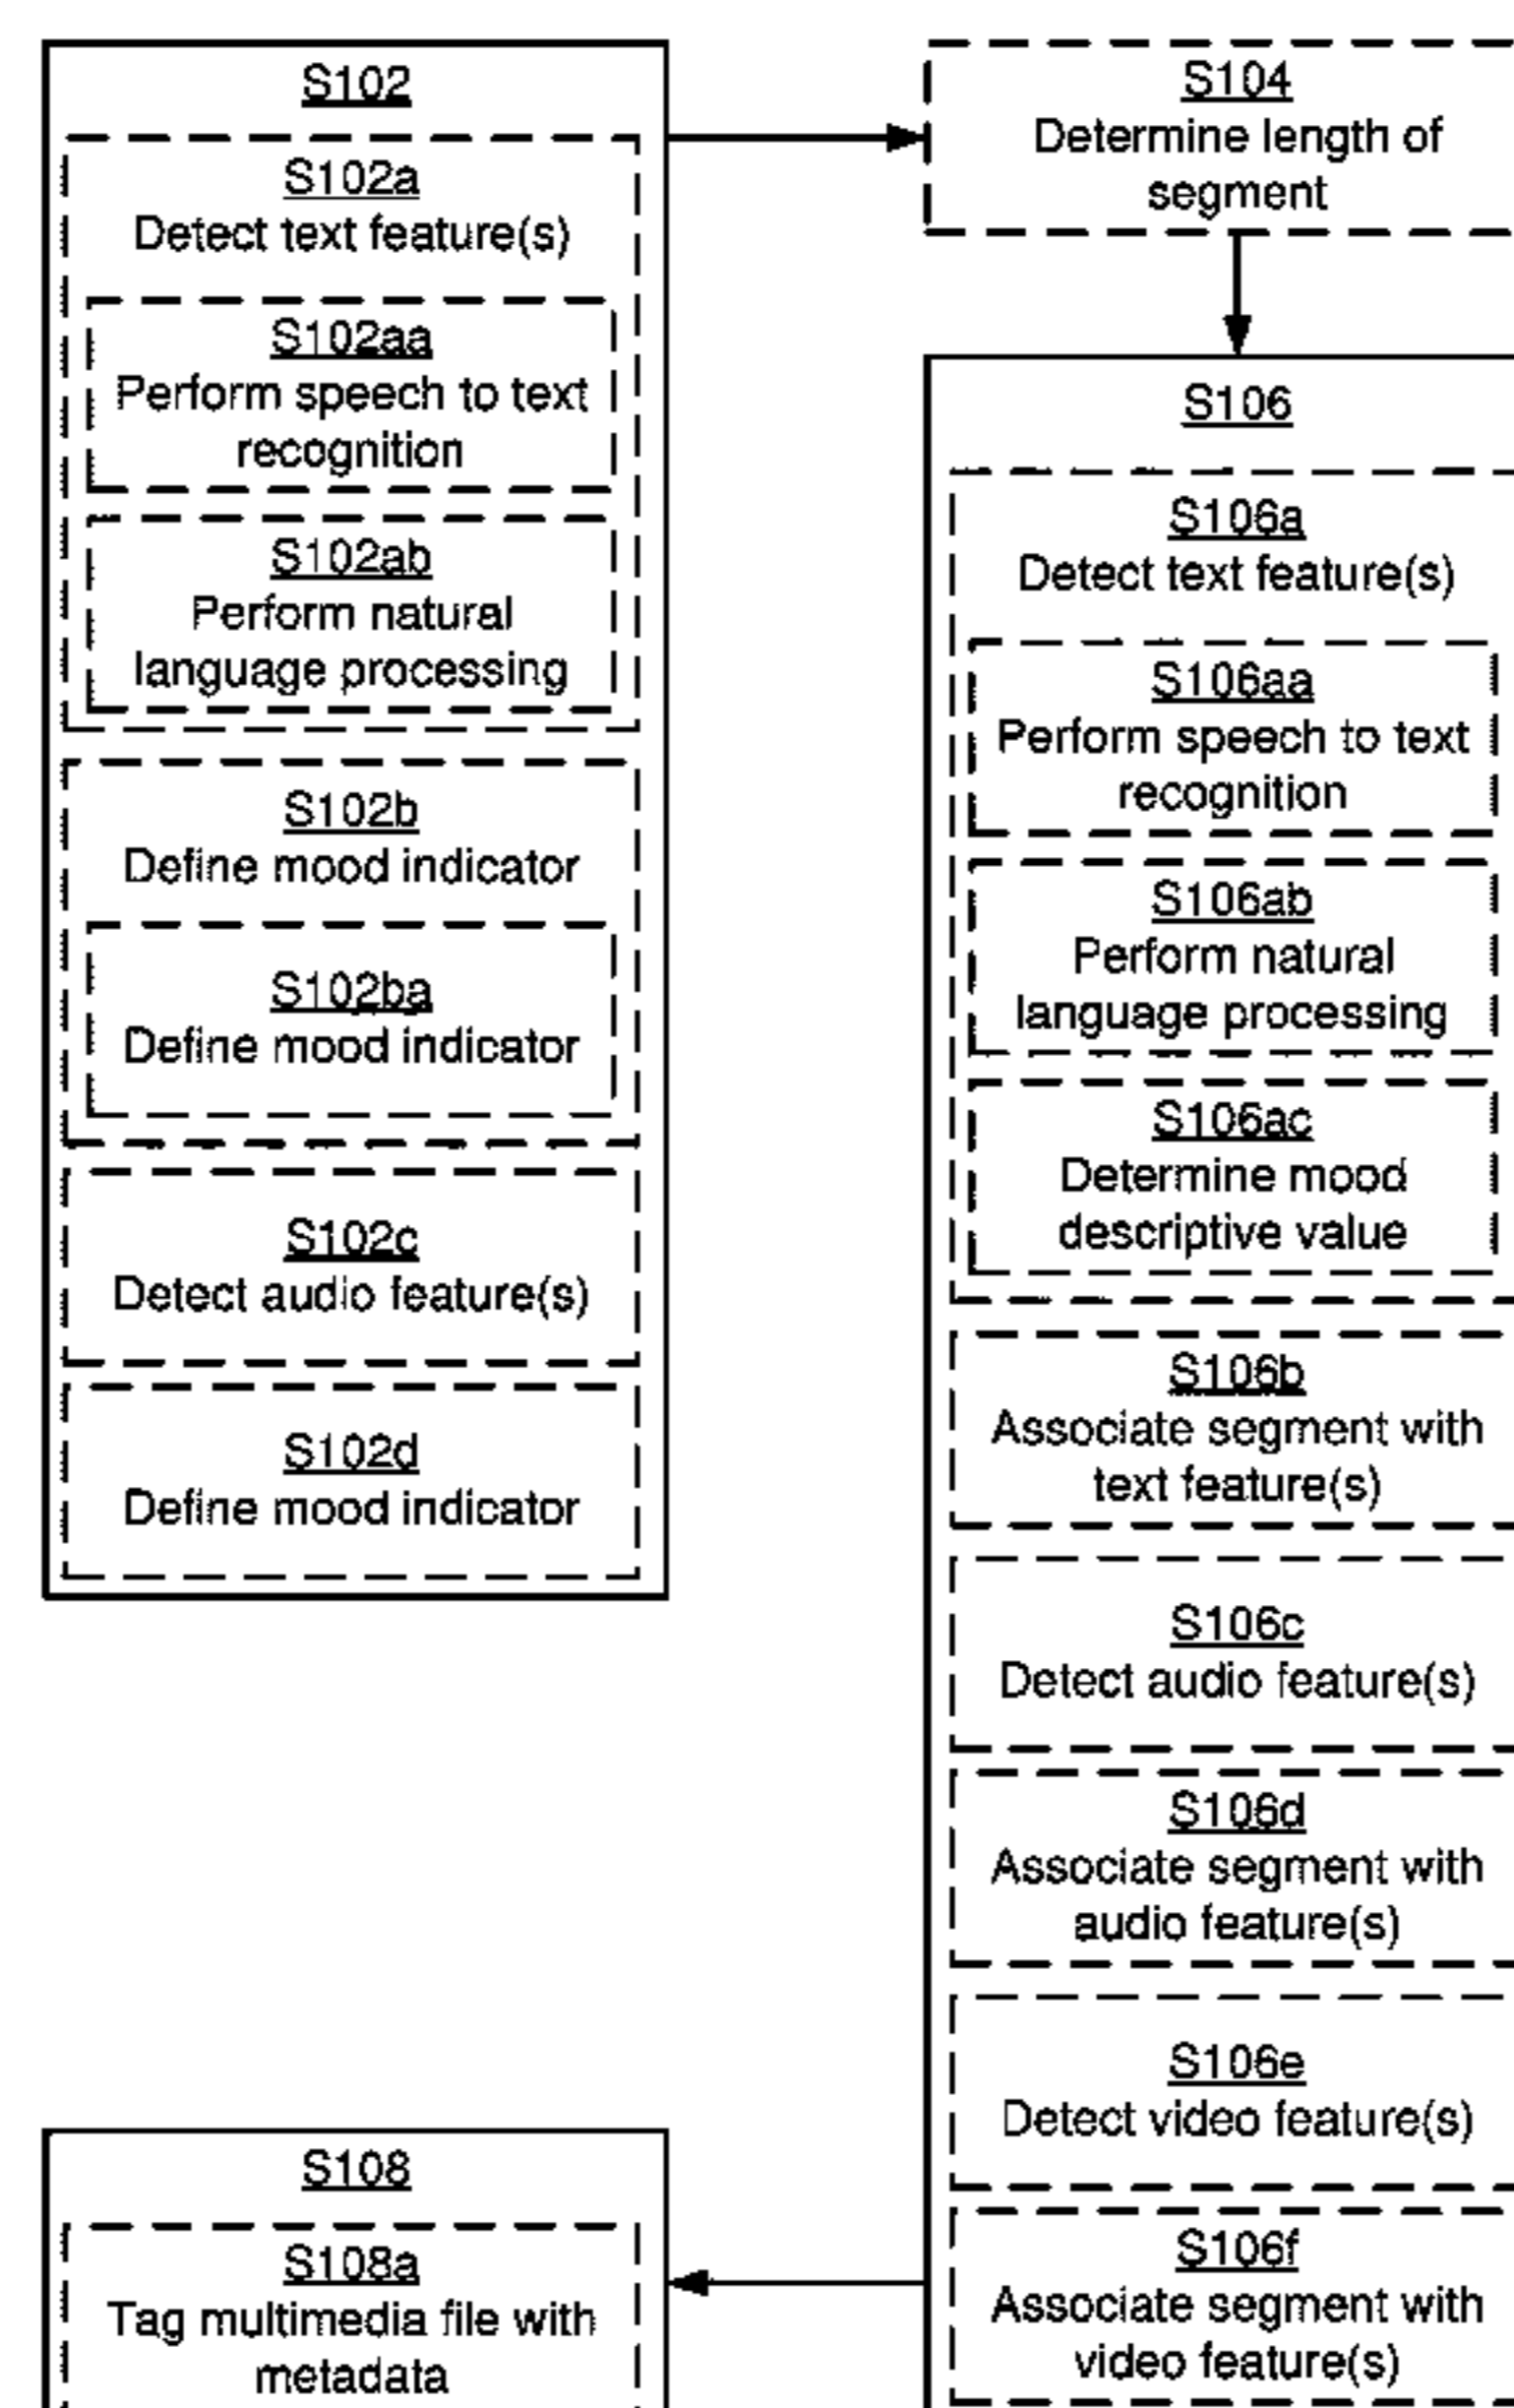 S102
S102a
Detect text feature(s)
S102aa
Perform speech to text
recognition
S102ab
Perform natural
language processing
S102b
Define mood indicator
S102ba
Define mood indicator
S102c
Detect audio feature(s)
S102d
Define mood indicator
S104
Determine length of
segment
S106
S106a
Detect text feature(s)
S106aa
Perform speech to text
recognition
S106ab
Perform natural
language processing
S106ac
Determine mood
descriptive value
S106b
Associate segment with
text feature(s)
S106c
Detect audio feature(s)
S106d
Associate segment with
audio feature(s)
S106e
Detect video feature(s)
S106f
Associate segment with
video feature(s)
S108
S108a
Tag multimedia file with
metadata